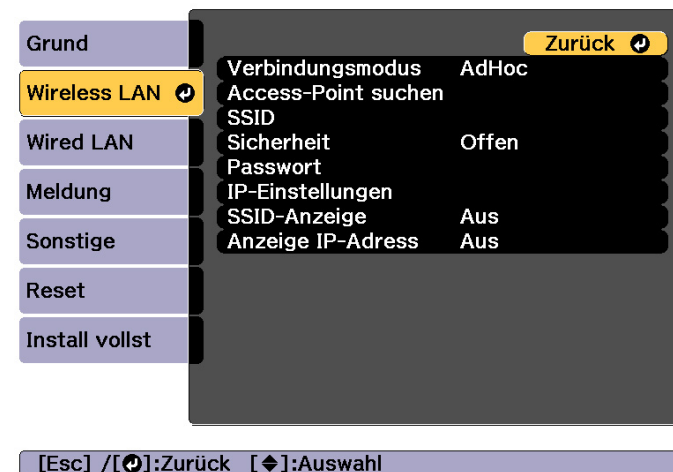 Grund
Wireless LAN
Wired LAN
Meldung
Sonstige
Reset
Install vollst
Zurück
Verbindungsmodus AdHoc
Access-Point suchen
SSID
Sicherheit Offen
Passwort
IP-Einstellungen
SSID-Anzeige Aus
Anzeige IP-Adress Aus
[Esc] /[⏎]:Zurück [◆]:Auswahl